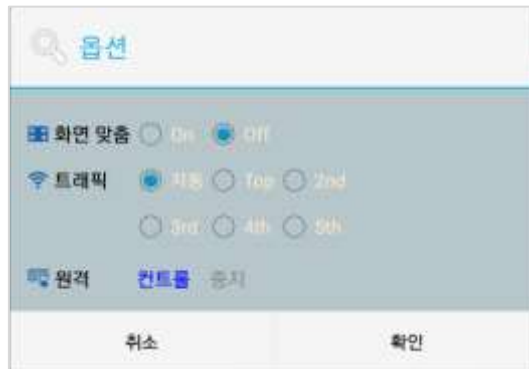 옵션
화면 맞춤 On Off
트래픽 자동 Top 2nd
3rd 4th 5th
원격 컨트롤 중지
취소 확인